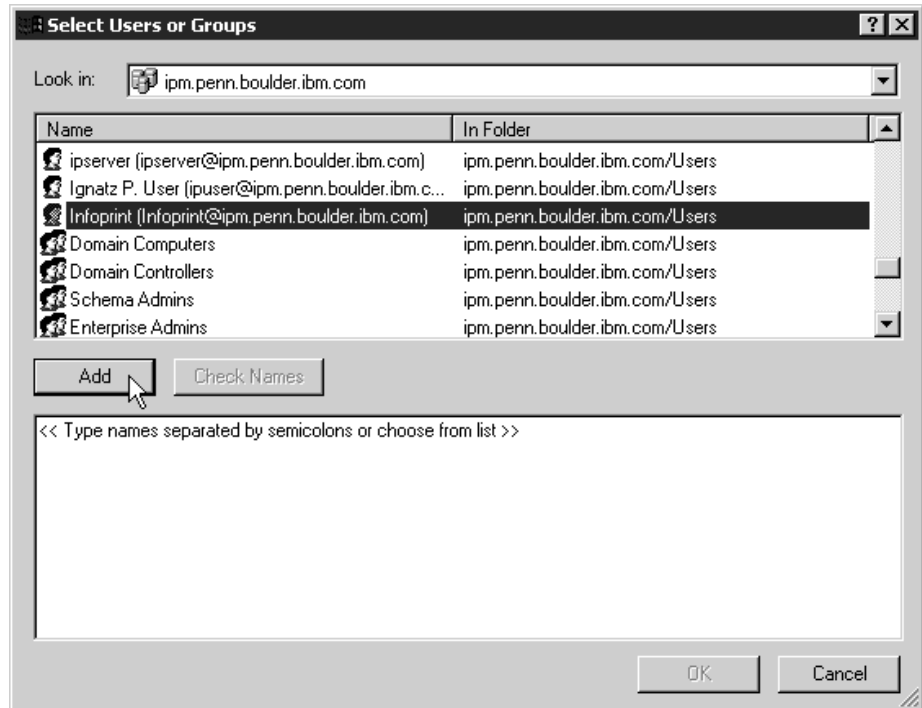 Select Users or Groups
Look in: ipm.penn.boulder.ibm.com
Name In Folder
ipserver (ipserver@ipm.penn.boulder.ibm.com) ipm.penn.boulder.ibm.com/Users
Ignatz P. User (ipuser@ipm.penn.boulder.ibm.c... ipm.penn.boulder.ibm.com/Users
Infoprint (Infoprint@ipm.penn.boulder.ibm.com) ipm.penn.boulder.ibm.com/Users
Domain Computers ipm.penn.boulder.ibm.com/Users
Domain Controllers ipm.penn.boulder.ibm.com/Users
Schema Admins ipm.penn.boulder.ibm.com/Users
Enterprise Admins ipm.penn.boulder.ibm.com/Users
Add Check Names
<< Type names separated by semicolons or choose from list >>
OK Cancel